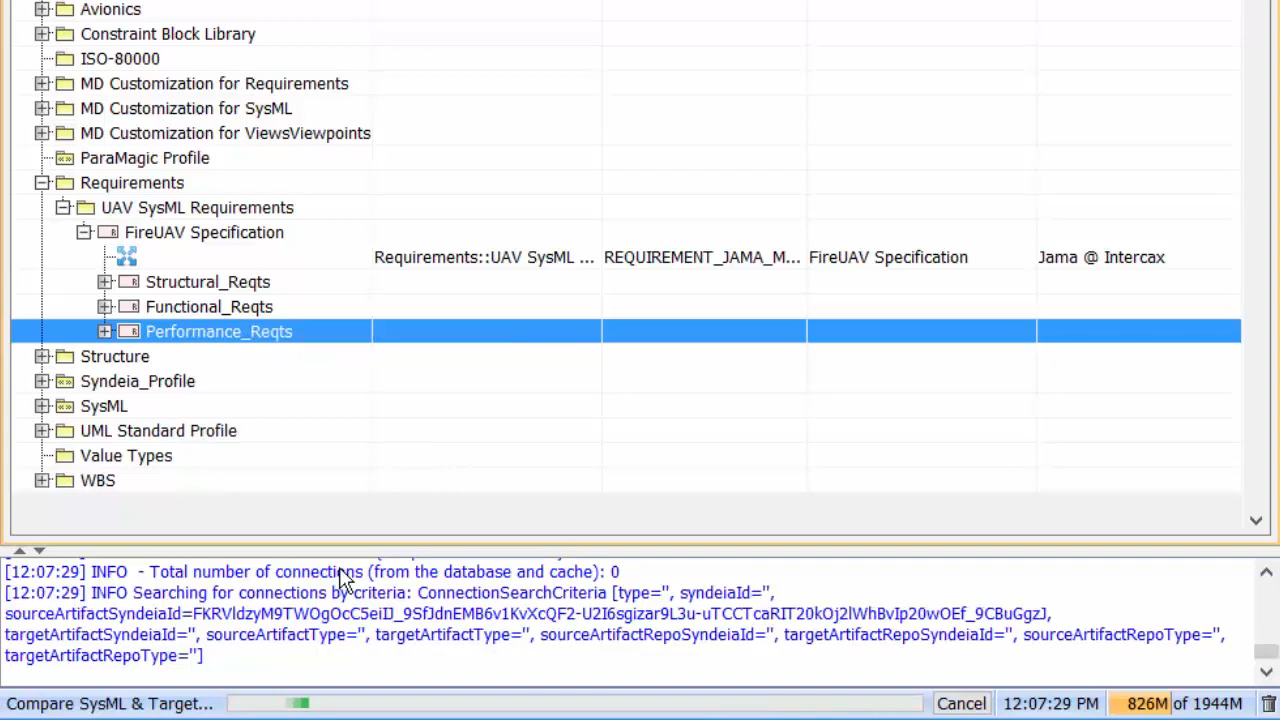 Avionics
Constraint Block Library
ISO-80000
MD Customization for Requirements
MD Customization for SysML
MD Customization for ViewsViewpoints
ParaMagic Profile
Requirements
UAV SysML Requirements
FireUAV Specification
Requirements::UAV SysML ... REQUIREMENT_JAMA_M... FireUAV Specification Jama @ Intercax
Structural_Reqts
Functional_Reqts
Performance_Reqts
Structure
Syndeia_Profile
SysML
UML Standard Profile
Value Types
WBS
[12:07:29] INFO - Total number of connections (from the database and cache): 0
[12:07:29] INFO Searching for connections by criteria: ConnectionSearchCriteria [type='', syndeiaId='',
sourceArtifactSyndeiaId=FKRVldzyM9TWOgOcC5eiIJ_9SfJdnEMB6v1KvXcQF2-U2I6sgizar9L3u-uTCCTcaRIT20kOj2lWhBvIp20wOEf_9CBuGgzJ,
targetArtifactSyndeiaId='', sourceArtifactType='', targetArtifactType='', sourceArtifactRepoSyndeiaId='', targetArtifactRepoSyndeiaId='', sourceArtifactRepoType='',
targetArtifactRepoType='']
Compare SysML & Target... Cancel 12:07:29 PM 826M of 1944M